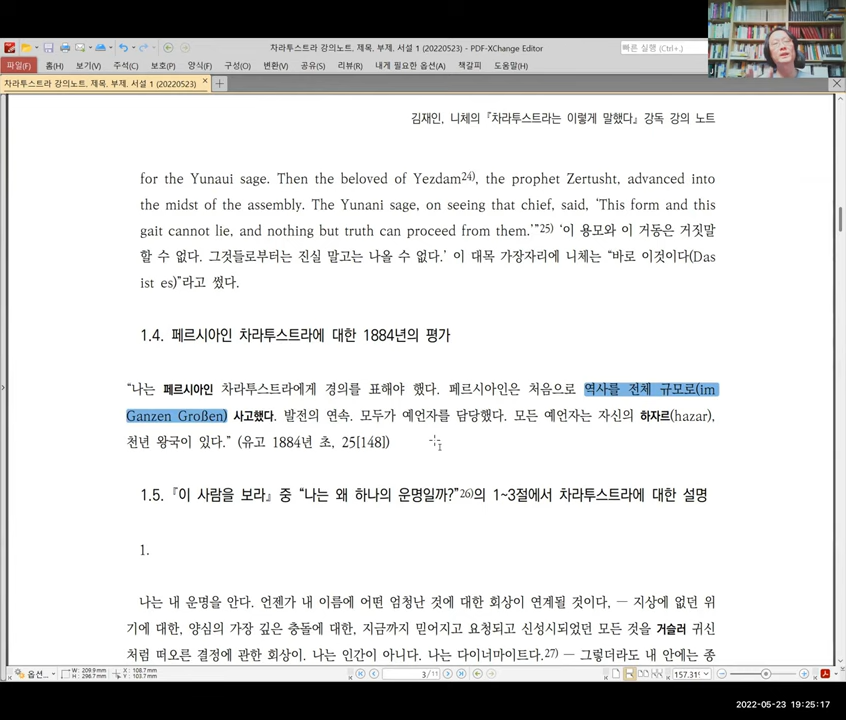 차라투스트라 강의노트. 제목. 부제. 서설 1 (20220523) - PDF-XChange Editor
빠른 실행 (Ctrl+.)
파일(F) 홈(H) 보기(V) 주석(C) 보호(P) 양식(F) 구성(O) 변환(V) 공유(S) 리뷰(R) 내게 필요한 옵션(A) 책갈피 도움말(H)
차라투스트라 강의노트. 제목. 부제. 서설 1 (20220523)
김재인, 니체의 『차라투스트라는 이렇게 말했다』 강독 강의 노트
for the Yunaui sage. Then the beloved of Yezdam24), the prophet Zertusht, advanced into
the midst of the assembly. The Yunani sage, on seeing that chief, said, ‘This form and this
gait cannot lie, and nothing but truth can proceed from them.’”25) ‘이 용모와 이 거동은 거짓말
할 수 없다. 그것들로부터는 진실 말고는 나올 수 없다.’ 이 대목 가장자리에 니체는 “바로 이것이다(Das
ist es)”라고 썼다.
1.4. 페르시아인 차라투스트라에 대한 1884년의 평가
“나는 페르시아인 차라투스트라에게 경의를 표해야 했다. 페르시아인은 처음으로 역사를 전체 규모로(im
Ganzen Großen) 사고했다. 발전의 연속. 모두가 예언자를 담당했다. 모든 예언자는 자신의 하자르(hazar),
천년 왕국이 있다.” (유고 1884년 초, 25[148])
1.5. 『이 사람을 보라』 중 “나는 왜 하나의 운명일까?”26)의 1~3절에서 차라투스트라에 대한 설명
1.
나는 내 운명을 안다. 언젠가 내 이름에 어떤 엄청난 것에 대한 회상이 연계될 것이다, — 지상에 없던 위
기에 대한, 양심의 가장 깊은 충돌에 대한, 지금까지 믿어지고 요청되고 신성시되었던 모든 것을 거슬러 귀신
처럼 떠오른 결정에 관한 회상이. 나는 인간이 아니다. 나는 다이너마이트다.27) — 그렇더라도 내 안에는 종
옵션...
W: 209.9 mm
H: 296.7 mm
X: 108.7 mm
Y: 103.7 mm
3 / 11
157.31%
2022-05-23 19:25:17